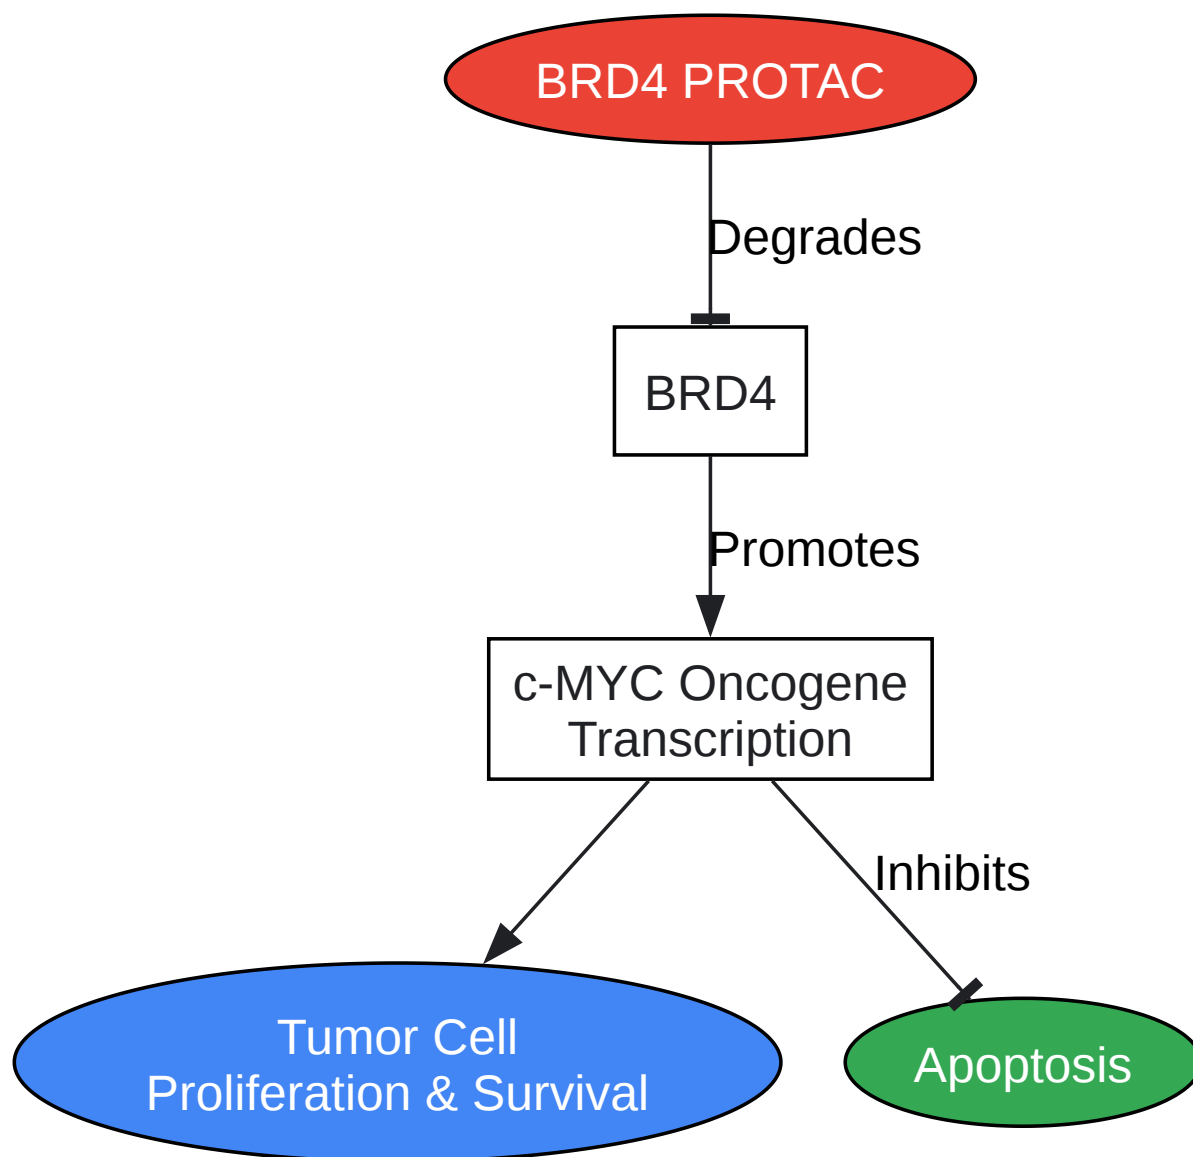 BRD4 PROTAC
Degrades
BRD4
Promotes
c-MYC Oncogene
Transcription
Inhibits
Tumor Cell
Proliferation & Survival
Apoptosis